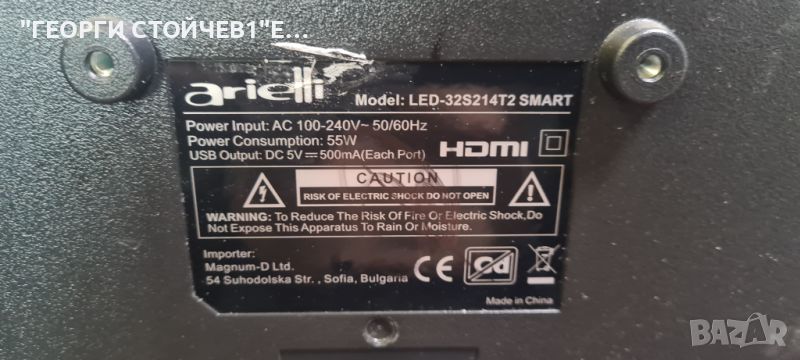 "ГЕОРГИ СТОЙЧЕВ1"Е...
arielli
Model: LED-32S214T2 SMART
Power Input: AC 100-240V~ 50/60Hz
Power Consumption: 55W
USB Output: DC 5V⎓500mA(Each Port)
HDMI
CAUTION
RISK OF ELECTRIC SHOCK DO NOT OPEN
WARNING: To Reduce The Risk Of Fire Or Electric Shock,Do
Not Expose This Apparatus To Rain Or Moisture.
Importer:
Magnum-D Ltd.
54 Suhodolska Str. , Sofia, Bulgaria
CE
Pb
Made in China
BAZAR
bg